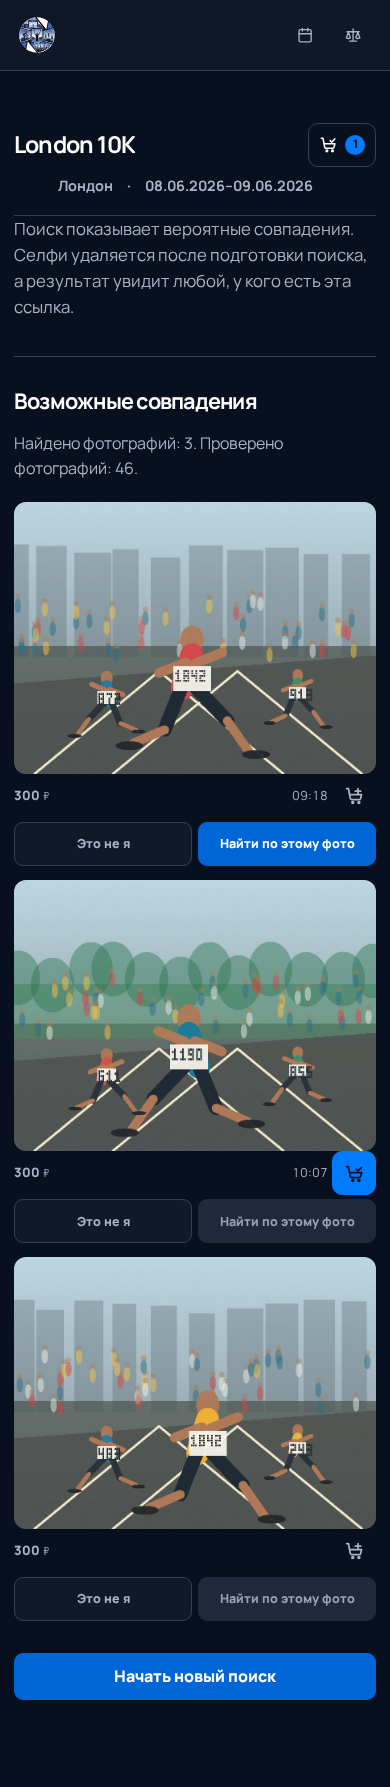 London 10K
1
Лондон · 08.06.2026–09.06.2026
Поиск показывает вероятные совпадения.
Селфи удаляется после подготовки поиска,
а результат увидит любой, у кого есть эта
ссылка.
Возможные совпадения
Найдено фотографий: 3. Проверено
фотографий: 46.
1842
300 ₽ 09:18
Это не я Найти по этому фото
1190
611
300 ₽ 10:07
Это не я Найти по этому фото
1842
483
300 ₽
Это не я Найти по этому фото
Начать новый поиск